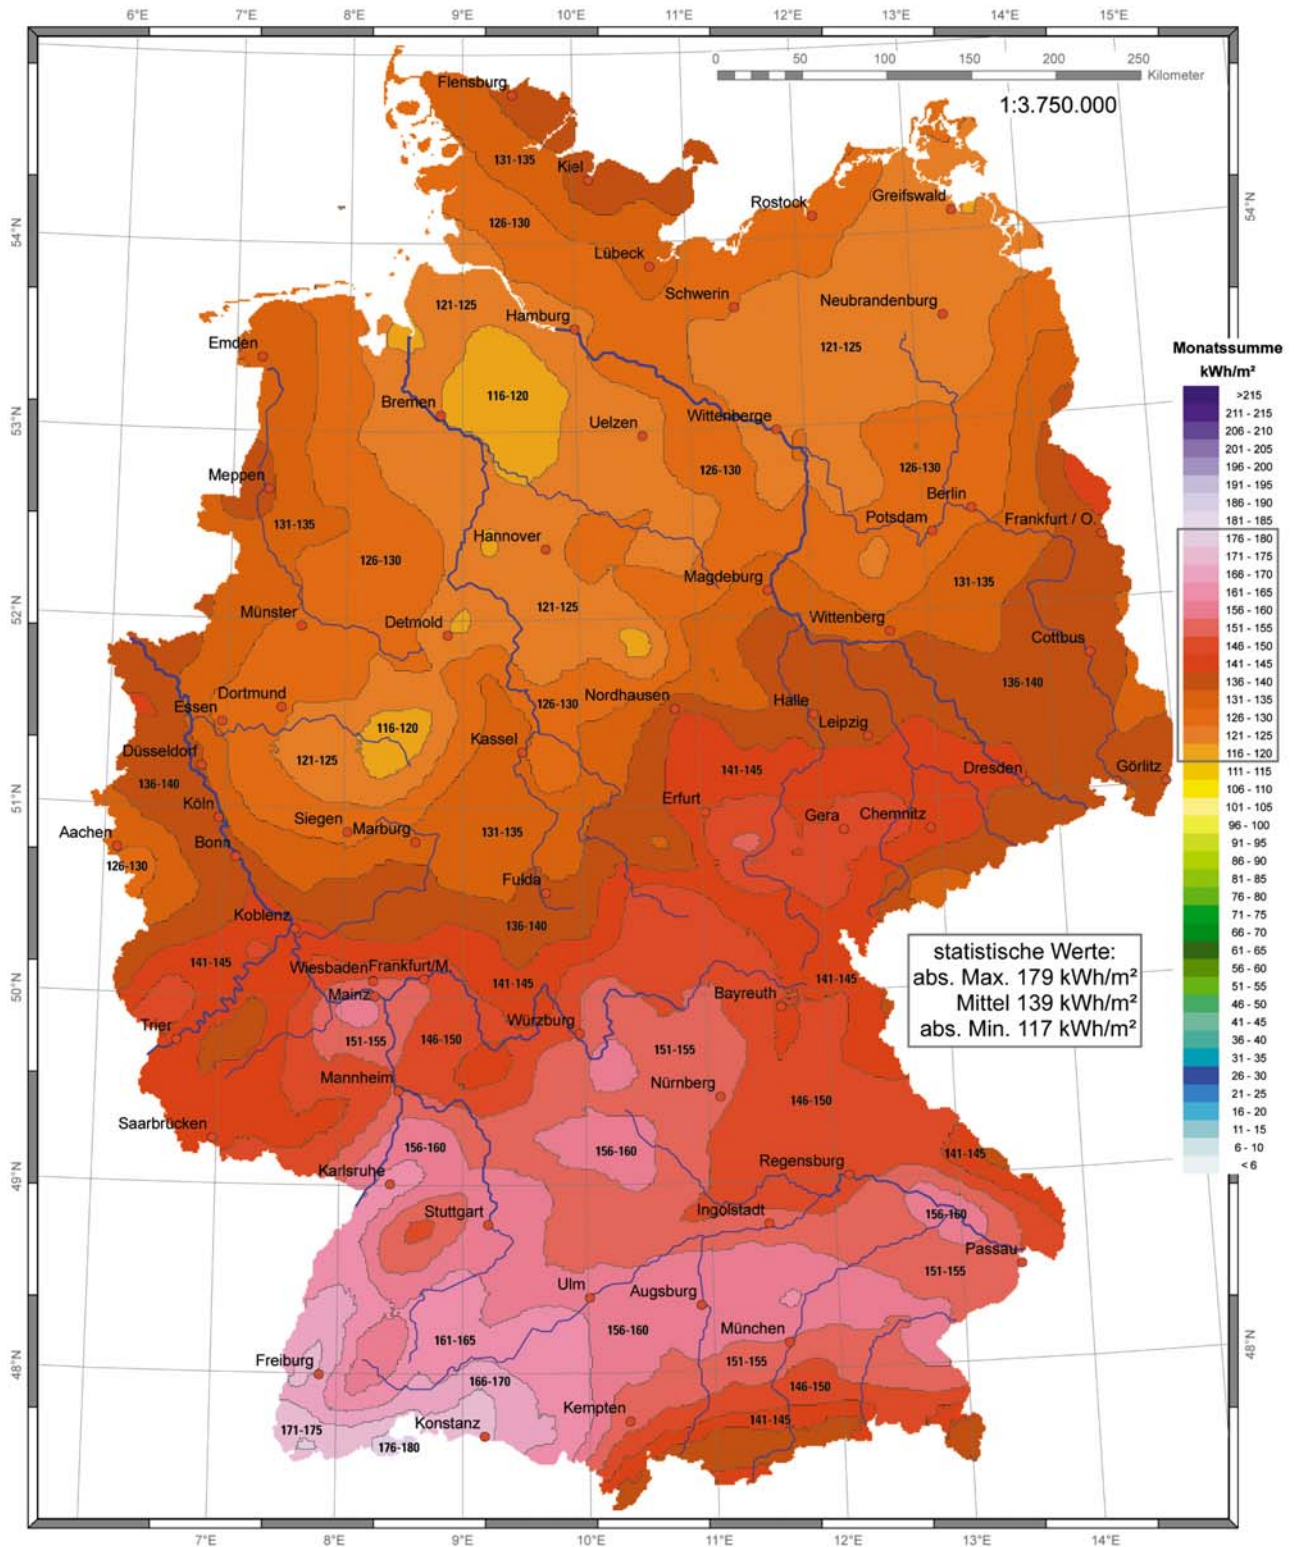 6°E 7°E 8°E 9°E 10°E 11°E 12°E 13°E 14°E 15°E
0 50 100 150 200 250
Kilometer
1:3.750.000
Flensburg
131-135
Kiel
Rostock
Greifswald
54°N
54°N
126-130
Lübeck
Schwerin
Neubrandenburg
121-125
Hamburg
Emden
121-125
Bremen
116-120
Uelzen
Wittenberge
53°N
126-130
126-130
Meppen
Berlin
Potsdam
Frankfurt / O.
131-135
Hannover
126-130
Magdeburg
131-135
52°N
121-125
Münster
Detmold
Wittenberg
Cottbus
136-140
Dortmund
Nordhausen
126-130
Halle
Essen
116-120
Leipzig
Kassel
Düsseldorf
121-125
141-145
Dresden
Görlitz
136-140
51°N
Köln
Erfurt
Gera
Chemnitz
Siegen
Marburg
131-135
Aachen
Bonn
126-130
Fulda
Koblenz
136-140
141-145
Wiesbaden
Frankfurt/M.
141-145
141-145
50°N
Mainz
Bayreuth
Trier
Würzburg
151-155
146-150
151-155
Mannheim
Nürnberg
146-150
Saarbrücken
156-160
156-160
141-145
Karlsruhe
Regensburg
49°N
49°N
Stuttgart
Ingolstadt
156-160
Passau
151-155
Ulm
Augsburg
161-165
156-160
München
48°N
48°N
Freiburg
151-155
166-170
146-150
Kempten
171-175
Konstanz
141-145
176-180
statistische Werte:
abs. Max. 179 kWh/m²
Mittel 139 kWh/m²
abs. Min. 117 kWh/m²
Monatssumme
kWh/m²
>215
211 - 215
206 - 210
201 - 205
196 - 200
191 - 195
186 - 190
181 - 185
176 - 180
171 - 175
166 - 170
161 - 165
156 - 160
151 - 155
146 - 150
141 - 145
136 - 140
131 - 135
126 - 130
121 - 125
116 - 120
111 - 115
106 - 110
101 - 105
96 - 100
91 - 95
86 - 90
81 - 85
76 - 80
71 - 75
66 - 70
61 - 65
56 - 60
51 - 55
46 - 50
41 - 45
36 - 40
31 - 35
26 - 30
21 - 25
16 - 20
11 - 15
6 - 10
< 6
7°E 8°E 9°E 10°E 11°E 12°E 13°E 14°E